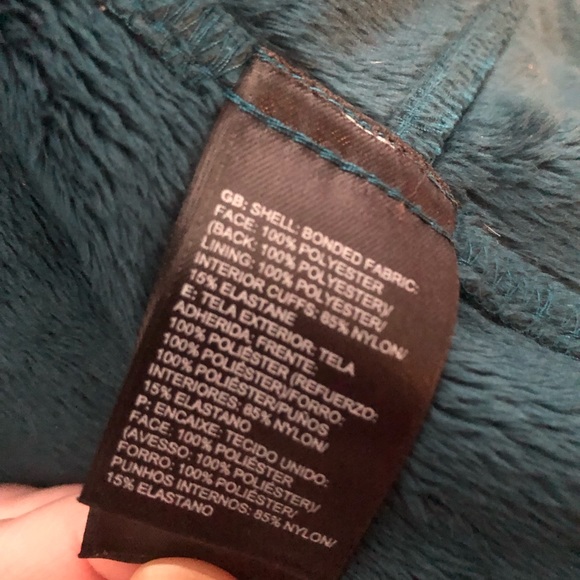 GB: SHELL: BONDED FABRIC:
FACE: 100% POLYESTER
(BACK: 100% POLYESTER)/
LINING: 100% POLYESTER/
INTERIOR CUFFS: 85% NYLON/
15% ELASTANE
E: TELA EXTERIOR: TELA
ADHERIDA: FRENTE:
100% POLIÉSTER (REFUERZO:
100% POLIÉSTER)/FORRO:
100% POLIÉSTER/PUÑOS
INTERIORES: 85% NYLON/
15% ELASTANO
P: ENCAIXE: TECIDO UNIDO:
FACE: 100% POLIÉSTER
(AVESSO: 100% POLIÉSTER)/
FORRO: 100% POLIÉSTER/
PUNHOS INTERNOS: 85% NYLON/
15% ELASTANO